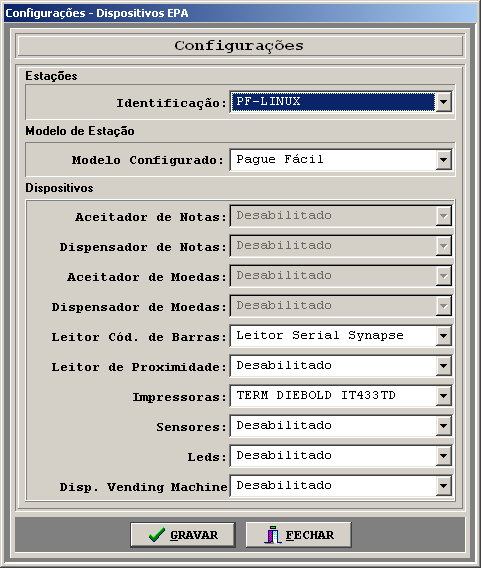 Configurações - Dispositivos EPA
Configurações
Estações
Identificação: PF-LINUX
Modelo de Estação
Modelo Configurado: Pague Fácil
Dispositivos
Aceitador de Notas: Desabilitado
Dispensador de Notas: Desabilitado
Aceitador de Moedas: Desabilitado
Dispensador de Moedas: Desabilitado
Leitor Cód. de Barras: Leitor Serial Synapse
Leitor de Proximidade: Desabilitado
Impressoras: TERM DIEBOLD IT433TD
Sensores: Desabilitado
Leds: Desabilitado
Disp. Vending Machine Desabilitado
GRAVAR FECHAR